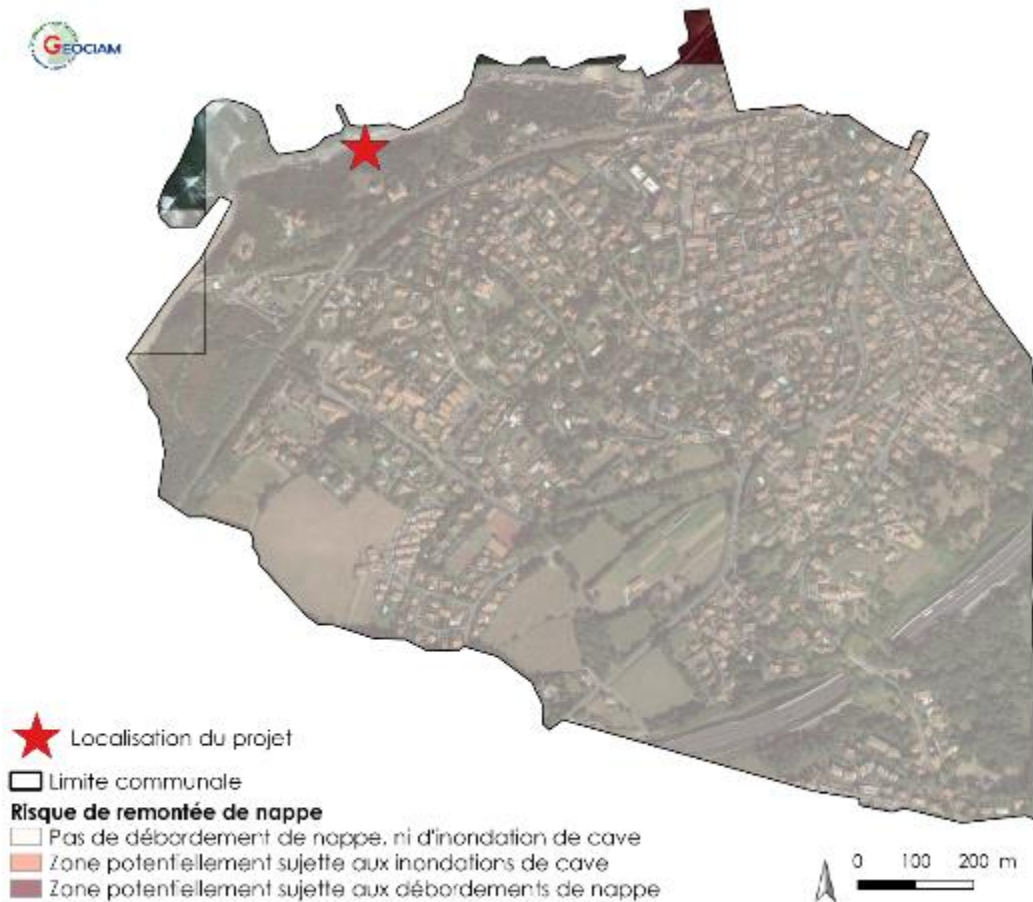 GEOCIAM
Localisation du projet
Limite communale
Risque de remontée de nappe
Pas de débordement de nappe, ni d'inondation de cave
Zone potentiellement sujette aux inondations de cave
Zone potentiellement sujette aux débordements de nappe
0 100 200 m